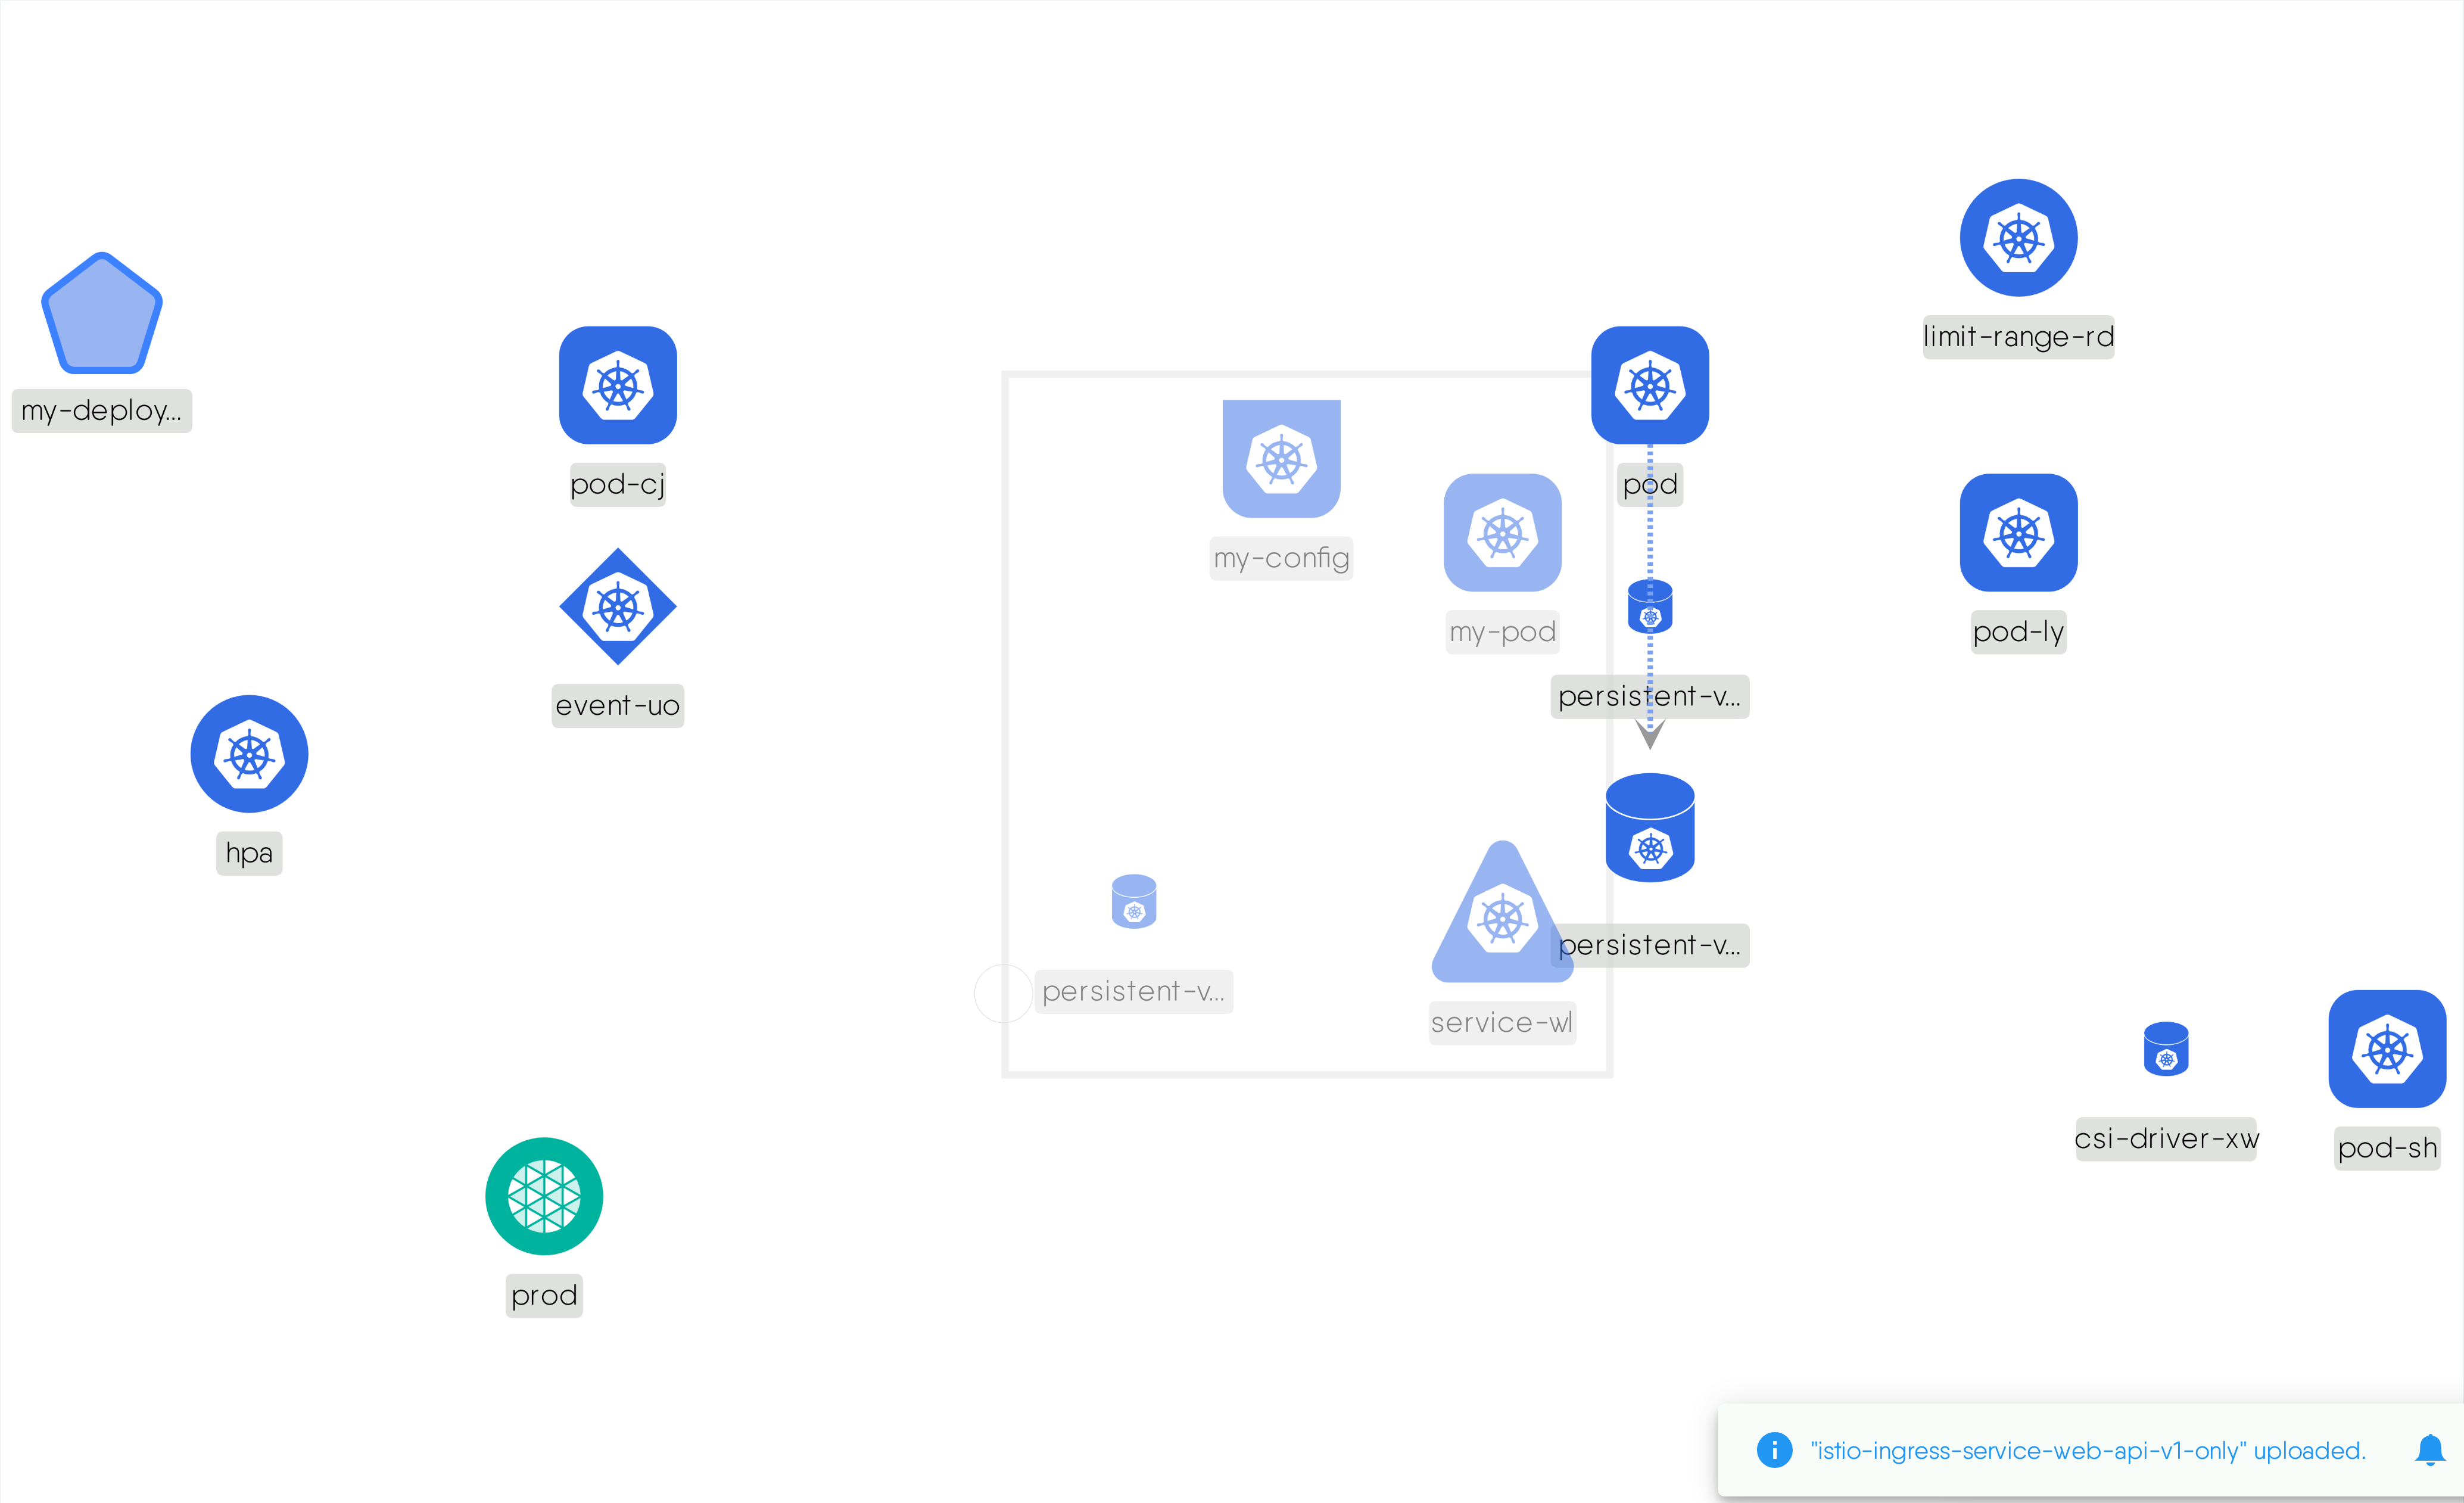 limit-range-rd
my-deploy...
pod-cj
pod
my-config
my-pod
pod-ly
persistent-v...
event-uo
hpa
persistent-v...
persistent-v...
service-wl
csi-driver-xw
pod-sh
prod
"istio-ingress-service-web-api-v1-only" uploaded.